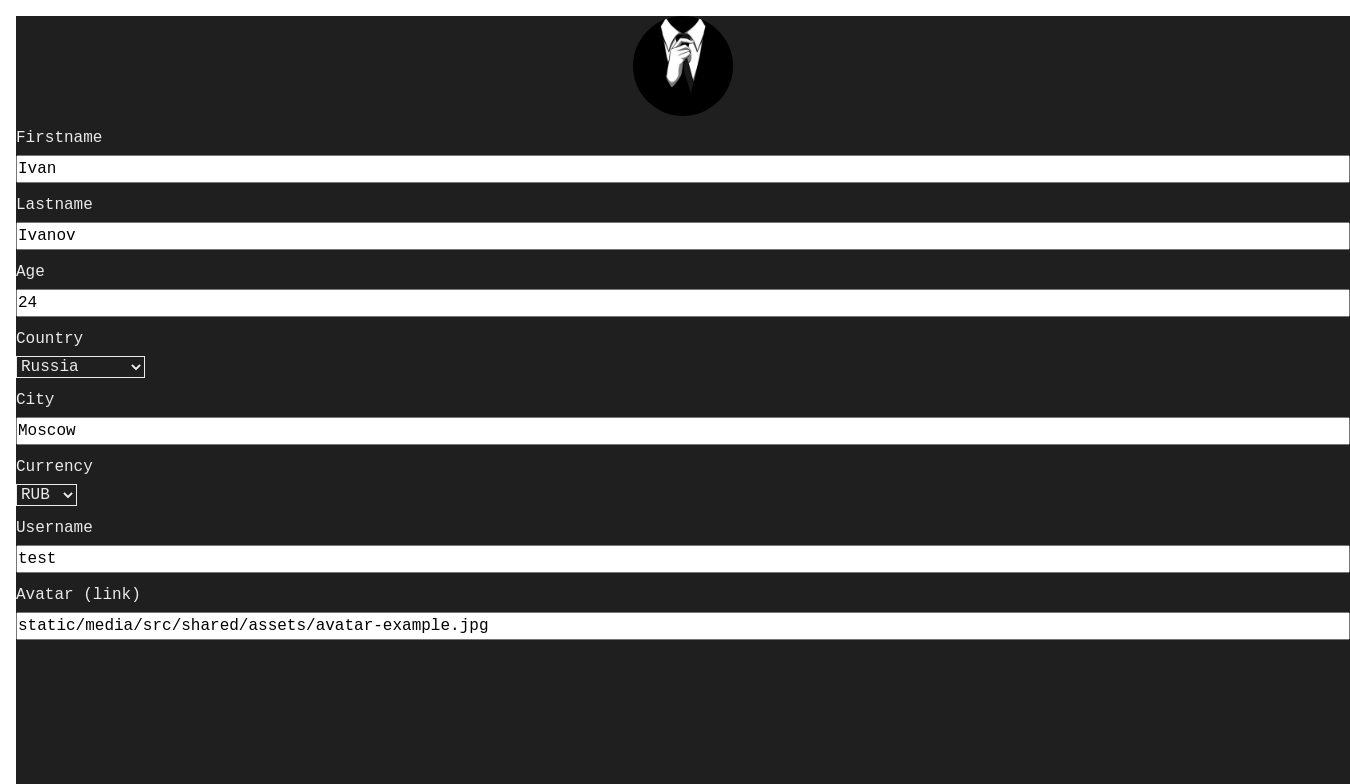 Firstname
Ivan
Lastname
Ivanov
Age
24
Country
Russia
City
Moscow
Currency
RUB
Username
test
Avatar (link)
static/media/src/shared/assets/avatar-example.jpg